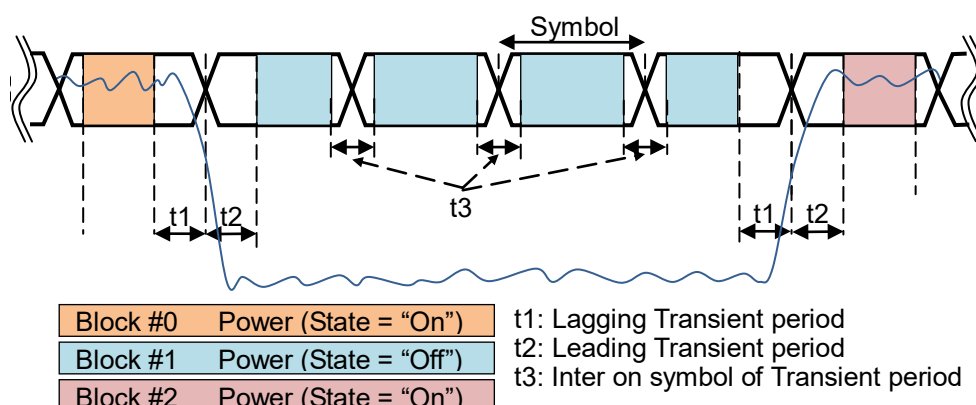 Symbol
t3
t1 t2 t1 t2
Block #0 Power (State = “On”)
Block #1 Power (State = “Off”)
Block #2 Power (State = “On”)
t1: Lagging Transient period
t2: Leading Transient period
t3: Inter on symbol of Transient period